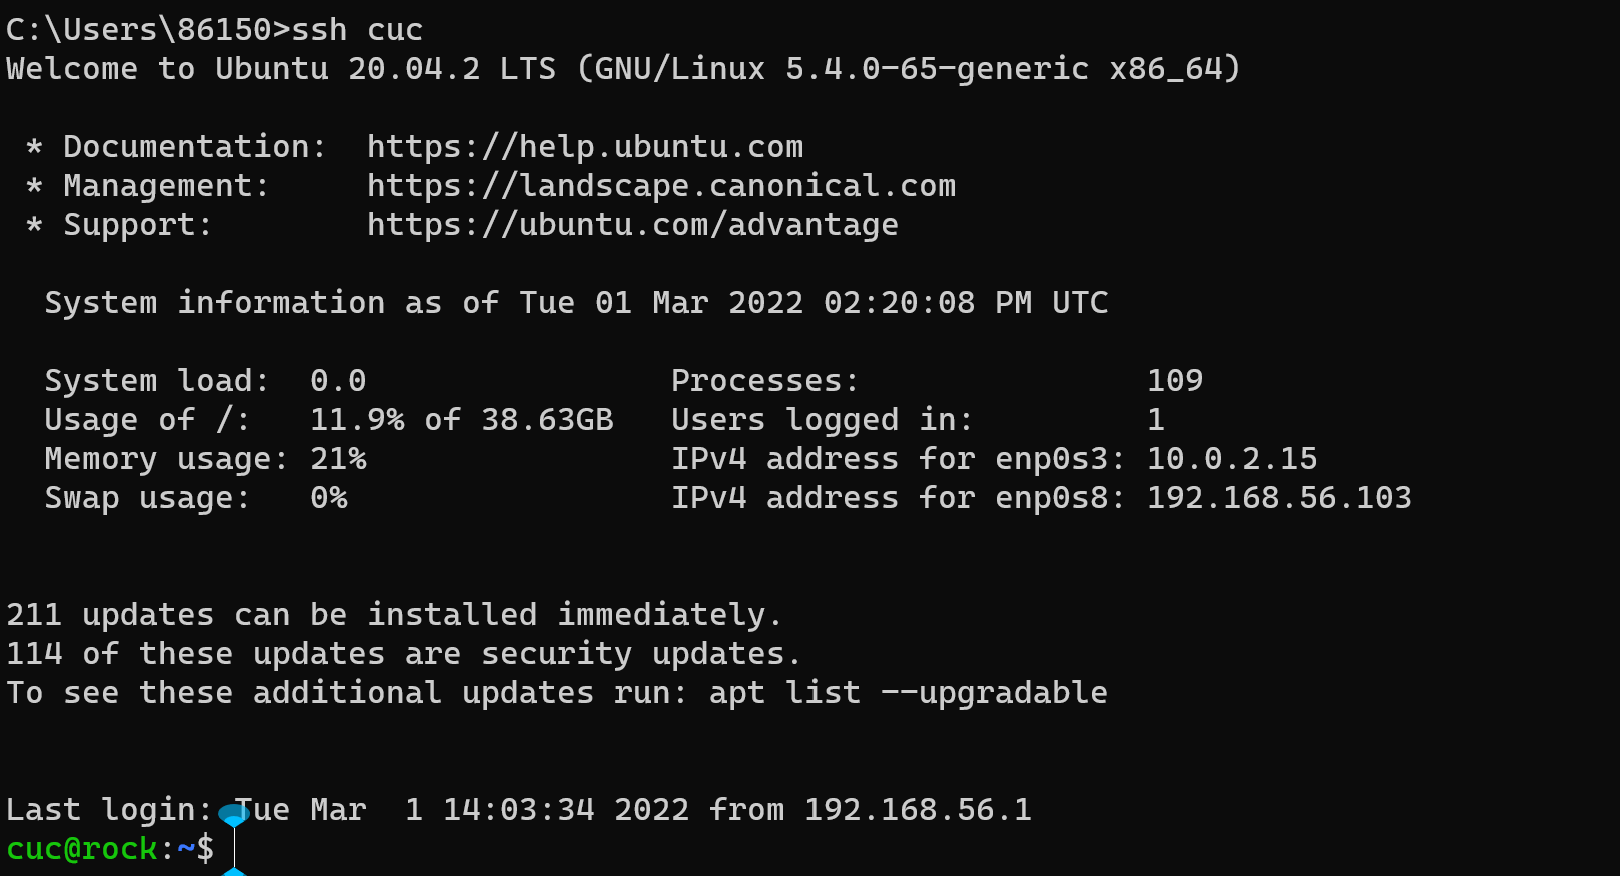 C:\Users\86150>ssh cuc
Welcome to Ubuntu 20.04.2 LTS (GNU/Linux 5.4.0-65-generic x86_64)
* Documentation:  https://help.ubuntu.com
* Management:     https://landscape.canonical.com
* Support:        https://ubuntu.com/advantage
System information as of Tue 01 Mar 2022 02:20:08 PM UTC
System load:  0.0                Processes:               109
Usage of /:   11.9% of 38.63GB   Users logged in:         1
Memory usage: 21%                IPv4 address for enp0s3: 10.0.2.15
Swap usage:   0%                 IPv4 address for enp0s8: 192.168.56.103
211 updates can be installed immediately.
114 of these updates are security updates.
To see these additional updates run: apt list --upgradable
Last login: Tue Mar  1 14:03:34 2022 from 192.168.56.1
cuc@rock:~$